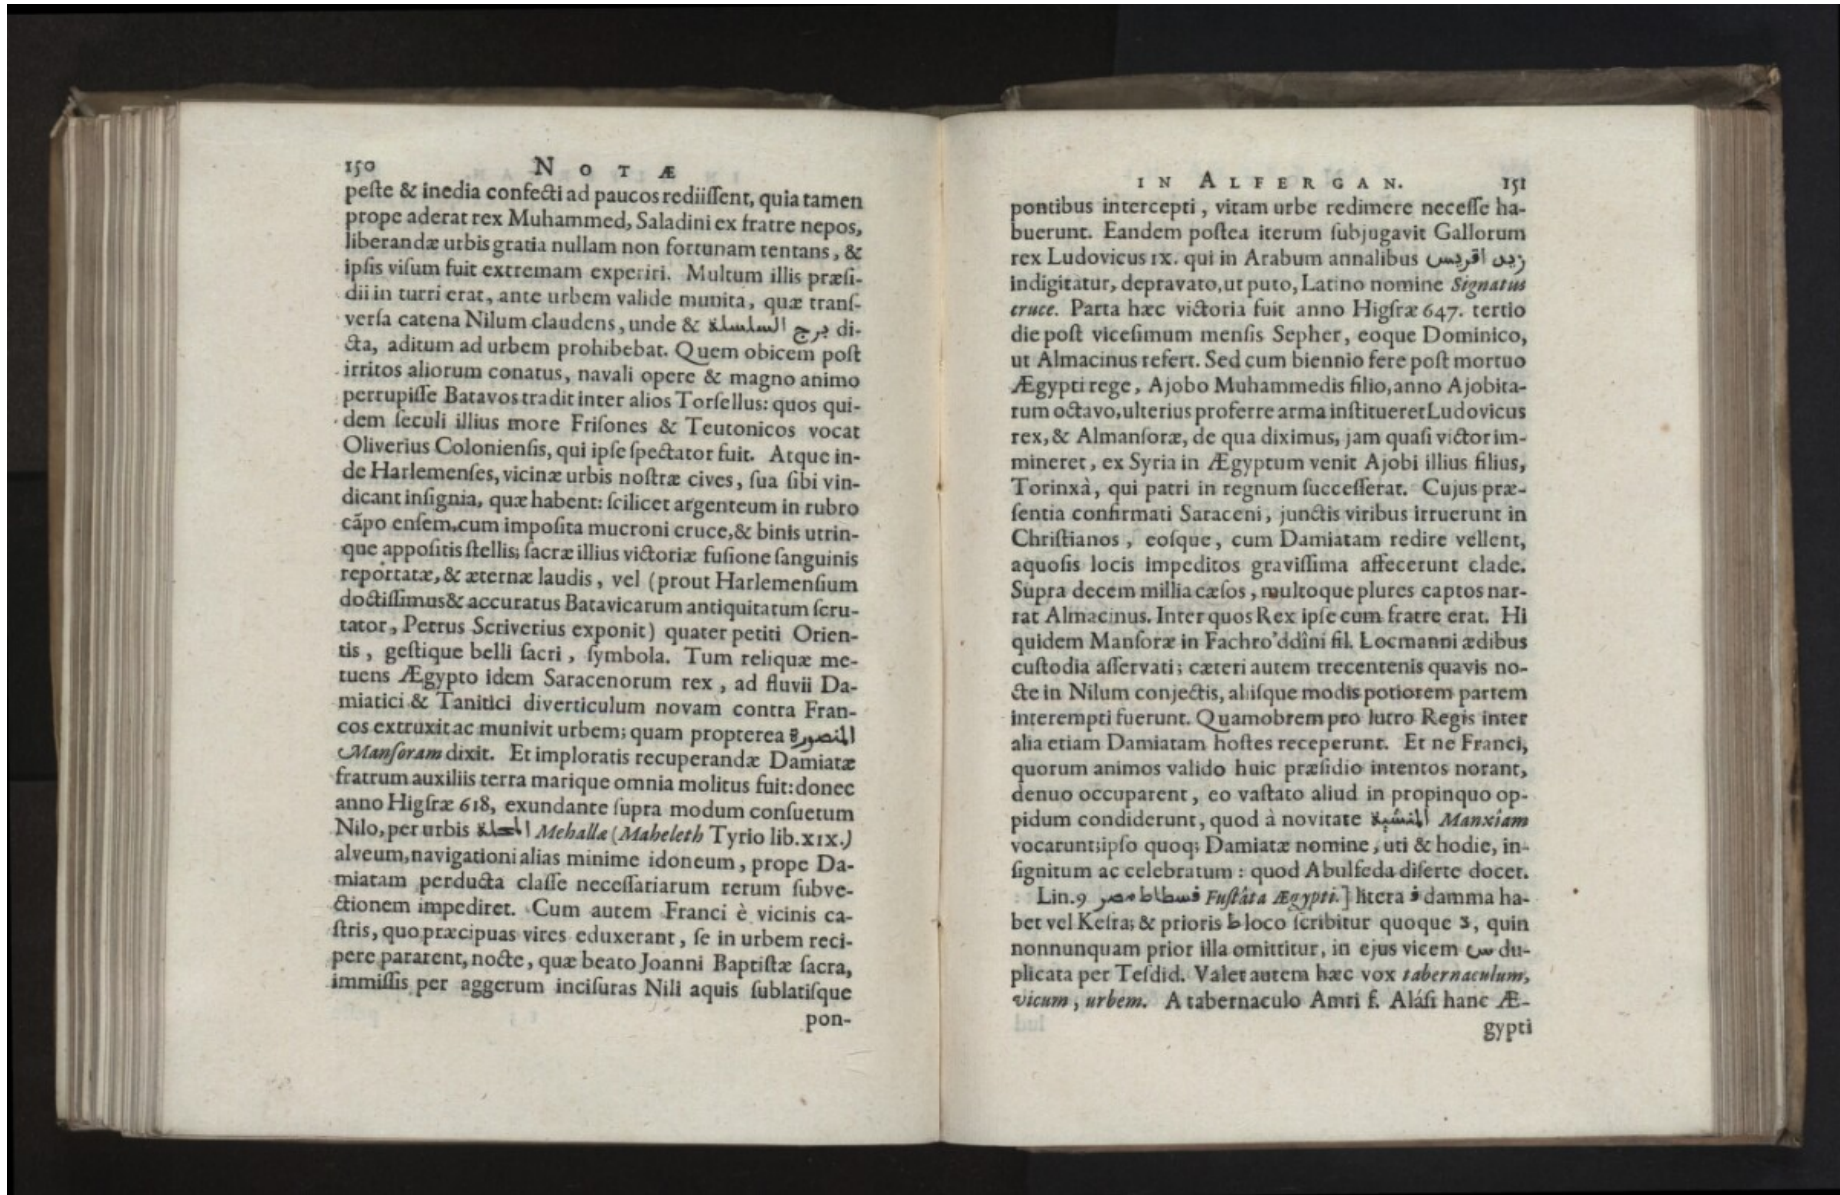 150 NOTÆ
peſte & inedia confecti ad paucos rediiſſent, quia tamen
prope aderat rex Muhammed, Saladini ex fratre nepos,
liberandæ urbis gratia nullam non fortunam tentans, &
ipſis viſum fuit extremam experiri. Multum illis præſi-
dii in turri erat, ante urbem valide munita, quæ tranſ-
verſa catena Nilum claudens, unde & برج السلسلة di-
cta, aditum ad urbem prohibebat. Quem obicem poſt
irritos aliorum conatus, navali opere & magno animo
perrupiſſe Batavos tradit inter alios Torſellus: quos qui-
dem ſeculi illius more Friſones & Teutonicos vocat
Oliverius Colonienſis, qui ipſe ſpectator fuit. Atque in-
de Harlemenſes, vicinæ urbis noſtræ cives, ſua ſibi vin-
dicant inſignia, quæ habent: ſcilicet argenteum in rubro
cãpo enſem, cum impoſita mucroni cruce, & binis utrin-
que appoſitis ſtellis; ſacræ illius victoriæ fuſione ſanguinis
reportatæ, & æternæ laudis, vel (prout Harlemenſium
doctiſſimus & accuratus Batavicarum antiquitatum ſcru-
tator, Petrus Scriverius exponit) quater petiti Orien-
tis, geſtique belli ſacri, ſymbola. Tum reliquæ me-
tuens Ægypto idem Saracenorum rex, ad fluvii Da-
miatici & Tanitici diverticulum novam contra Fran-
cos extruxit ac munivit urbem; quam propterea المنصورة
Manſoram dixit. Et imploratis recuperandæ Damiatæ
fratrum auxiliis terra marique omnia molitus fuit: donec
anno Higſræ 618, exundante ſupra modum conſuetum
Nilo, per urbis المحلة Mehallæ (Maheleth Tyrio lib. XIX.)
alveum, navigationi alias minime idoneum, prope Da-
miatam perducta claſſe neceſſariarum rerum ſubve-
ctionem impediret. Cum autem Franci è vicinis ca-
ſtris, quo præcipuas vires eduxerant, ſe in urbem reci-
pere pararent, nocte, quæ beato Joanni Baptiſtæ ſacra,
immiſſis per aggerum inciſuras Nili aquis ſublatiſque
pon-
IN ALFERGAN. 151
pontibus intercepti, vitam urbe redimere neceſſe ha-
buerunt. Eandem poſtea iterum ſubjugavit Gallorum
rex Ludovicus IX. qui in Arabum annalibus زيد افريس
indigitatur, depravato, ut puto, Latino nomine Signatus
cruce. Parta hæc victoria fuit anno Higſræ 647. tertio
die poſt viceſimum menſis Sepher, eoque Dominico,
ut Almacinus refert. Sed cum biennio fere poſt mortuo
Ægypti rege, Ajobo Muhammedis filio, anno Ajobita-
rum octavo, ulterius proferre arma inſtitueret Ludovicus
rex, & Almanſoræ, de qua diximus, jam quaſi victor im-
mineret, ex Syria in Ægyptum venit Ajobi illius filius,
Torinxà, qui patri in regnum ſucceſſerat. Cujus præ-
ſentia confirmati Saraceni, junctis viribus irruerunt in
Chriſtianos, eoſque, cum Damiatam redire vellent,
aquoſis locis impeditos graviſſima affecerunt clade.
Supra decem millia cæſos, multoque plures captos nar-
rat Almacinus. Inter quos Rex ipſe cum fratre erat. Hi
quidem Manſoræ in Fachro'ddîni fil. Locmanni ædibus
cuſtodia aſſervati; cæteri autem trecentenis quavis no-
cte in Nilum conjectis, aliiſque modis potiorem partem
interempti fuerunt. Quamobrem pro lutro Regis inter
alia etiam Damiatam hoſtes receperunt. Et ne Franci,
quorum animos valido huic præſidio intentos norant,
denuo occuparent, eo vaſtato aliud in propinquo op-
pidum condiderunt, quod à novitate المنشية Manxîam
vocarunt; ipſo quoq; Damiatæ nomine, uti & hodie, in-
ſignitum ac celebratum: quod Abulfeda diſerte docet.
Lin. 9 فسطاط مصر Fuſtâta Ægypti.] litera ف damma ha-
bet vel Keſra; & prioris ط loco ſcribitur quoque د, quin
nonnunquam prior illa omittitur, in ejus vicem س du-
plicata per Teſdid. Valet autem hæc vox tabernaculum,
vicum, urbem. A tabernaculo Amri f. Aláſi hanc Æ-
gypti